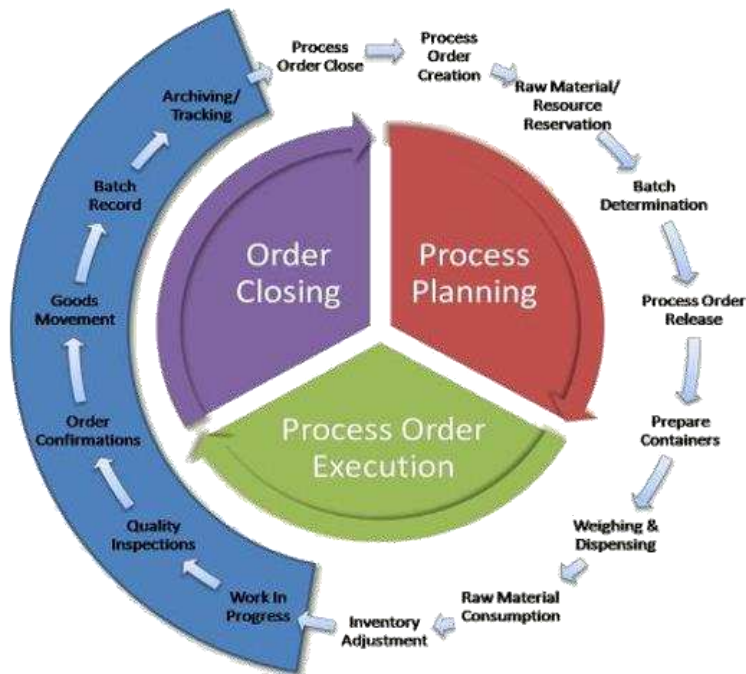 Process
Order Close
Process
Order
Creation
Raw Material/
Resource
Reservation
Batch
Determination
Process Order
Release
Prepare
Containers
Weighing &
Dispensing
Raw Material
Consumption
Inventory
Adjustment
Work In
Progress
Quality
Inspections
Order
Confirmations
Goods
Movement
Batch
Record
Archiving/
Tracking
Order
Closing
Process
Planning
Process Order
Execution